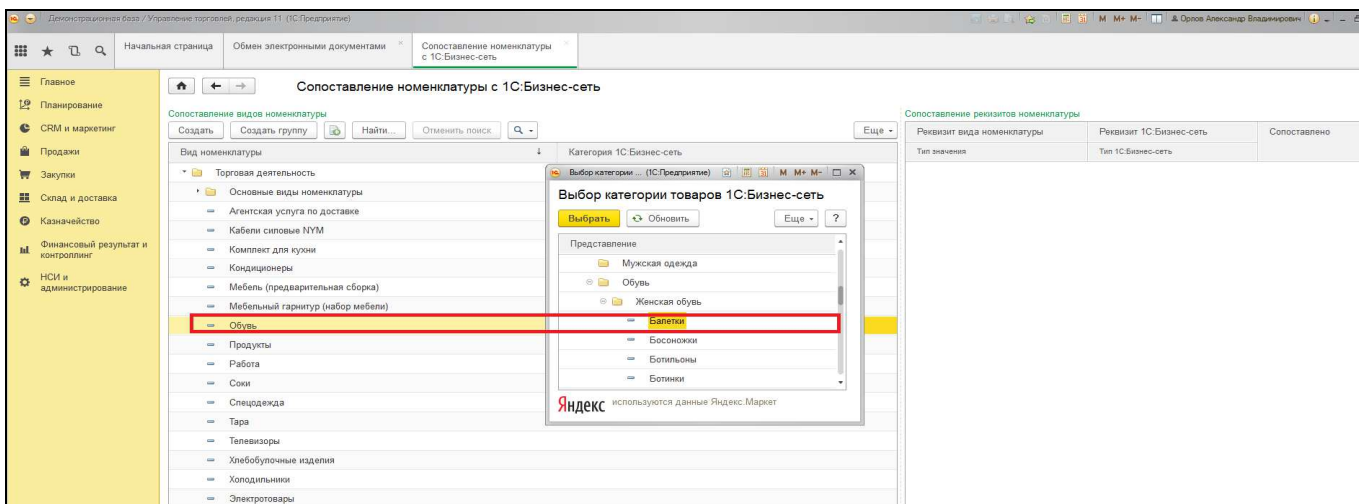 Демонстрационная база / Управление торговлей, редакция 11 (1С:Предприятие)
M M+ M- Орлов Александр Владимирович
Начальная страница
Обмен электронными документами
Сопоставление номенклатуры
с 1С:Бизнес-сеть
Главное
Планирование
CRM и маркетинг
Продажи
Закупки
Склад и доставка
Казначейство
Финансовый результат и
контроллинг
НСИ и
администрирование
Сопоставление номенклатуры с 1С:Бизнес-сеть
Сопоставление видов номенклатуры
Создать Создать группу Найти... Отменить поиск Еще
Вид номенклатуры ↓ Категория 1С:Бизнес-сеть
Торговая деятельность
Основные виды номенклатуры
Агентская услуга по доставке
Кабели силовые NYM
Комплект для кухни
Кондиционеры
Мебель (предварительная сборка)
Мебельный гарнитур (набор мебели)
Обувь
Продукты
Работа
Соки
Спецодежда
Тара
Телевизоры
Хлебобулочные изделия
Холодильники
Электротовары
Выбор категории ... (1С:Предприятие) M M+ M-
Выбор категории товаров 1С:Бизнес-сеть
Выбрать Обновить Еще ?
Представление
Мужская одежда
Обувь
Женская обувь
Балетки
Босоножки
Ботильоны
Ботинки
Яндекс используются данные Яндекс.Маркет
Сопоставление реквизитов номенклатуры
Реквизит вида номенклатуры Реквизит 1С:Бизнес-сеть Сопоставлено
Тип значения Тип 1С:Бизнес-сеть